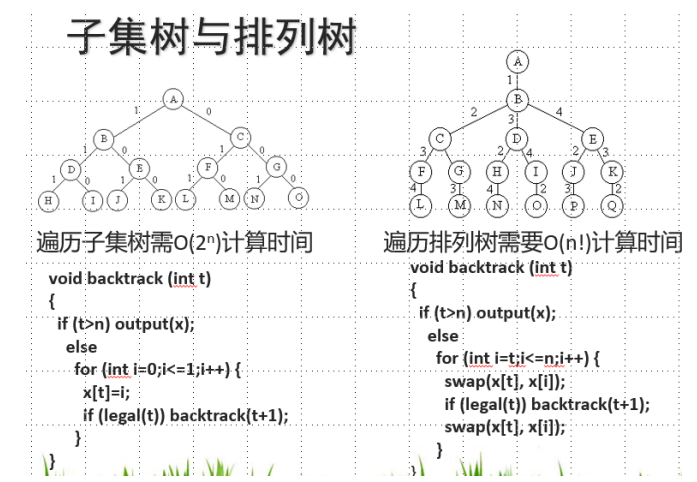 子集树与排列树
A
1 0
B C
1 0 1 0
D E F G
1 0 1 0 1 0 1 0
H I J K L M N O
遍历子集树需O(2ⁿ)计算时间
void backtrack (int t)
{
if (t>n) output(x);
else
for (int i=0;i<=1;i++) {
x[t]=i;
if (legal(t)) backtrack(t+1);
}
}
A
1
B
2 3 4
C D E
3 4 2 4 2 3
F G H I J K
4 3 4 2 3 2
L M N O P Q
遍历排列树需要O(n!)计算时间
void backtrack (int t)
{
if (t>n) output(x);
else
for (int i=t;i<=n;i++) {
swap(x[t], x[i]);
if (legal(t)) backtrack(t+1);
swap(x[t], x[i]);
}
}